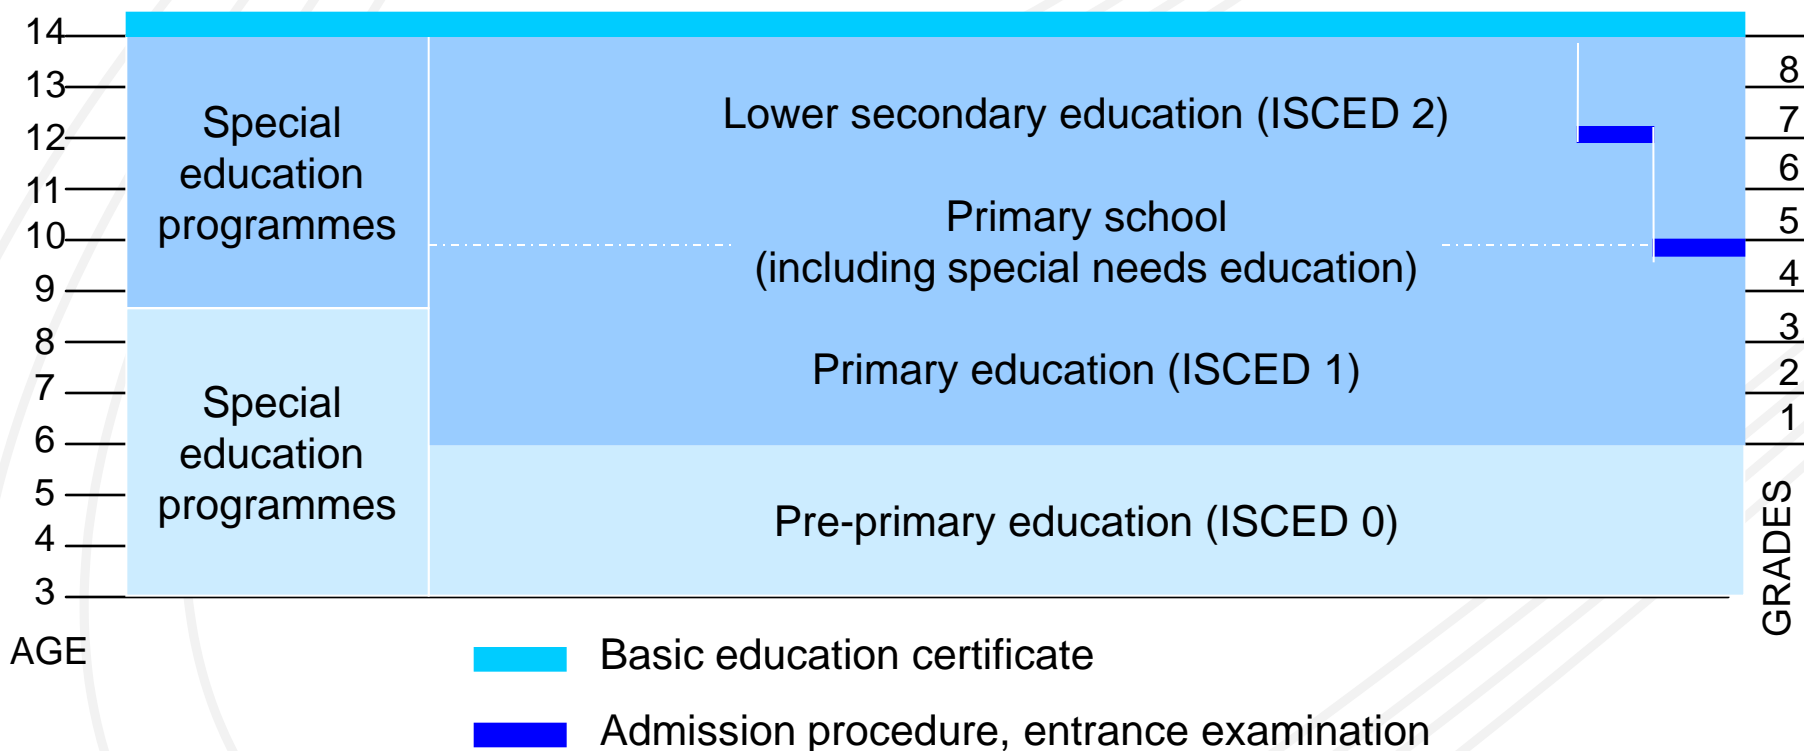 14
13
12
11
10
9
8
7
6
5
4
3
AGE
Special
education
programmes
Special
education
programmes
Lower secondary education (ISCED 2)
Primary school
(including special needs education)
Primary education (ISCED 1)
Pre-primary education (ISCED 0)
8
7
6
5
4
3
2
1
GRADES
Basic education certificate
Admission procedure, entrance examination